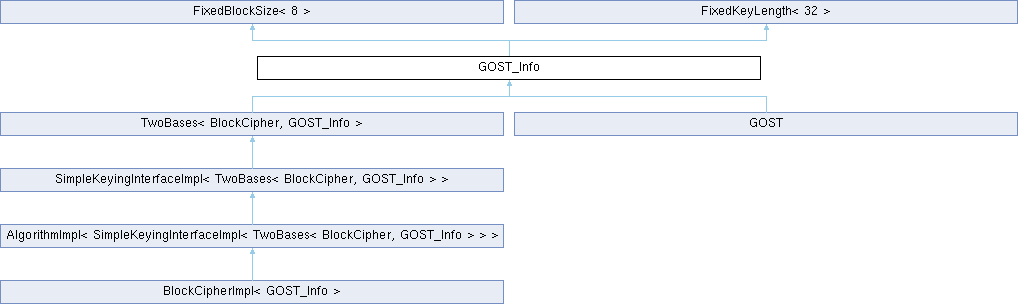 FixedBlockSize< 8 >
FixedKeyLength< 32 >
GOST_Info
TwoBases< BlockCipher, GOST_Info >
GOST
SimpleKeyingInterfaceImpl< TwoBases< BlockCipher, GOST_Info > >
AlgorithmImpl< SimpleKeyingInterfaceImpl< TwoBases< BlockCipher, GOST_Info > > >
BlockCipherImpl< GOST_Info >